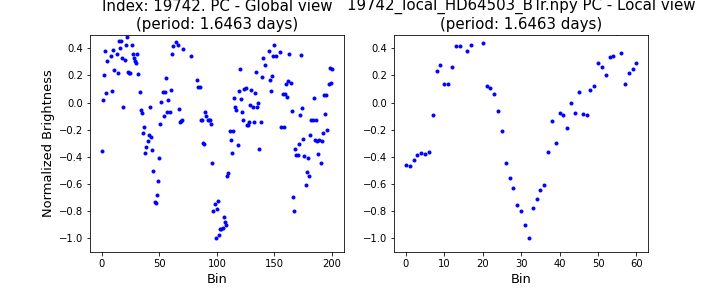 Index: 19742. PC - Global view
(period: 1.6463 days)
19742_local_HD64503_BTr.npy PC - Local view
(period: 1.6463 days)
Normalized Brightness
0.4
0.2
0.0
−0.2
−0.4
−0.6
−0.8
−1.0
0 50 100 150 200
Bin
0.4
0.2
0.0
−0.2
−0.4
−0.6
−0.8
−1.0
0 10 20 30 40 50 60
Bin